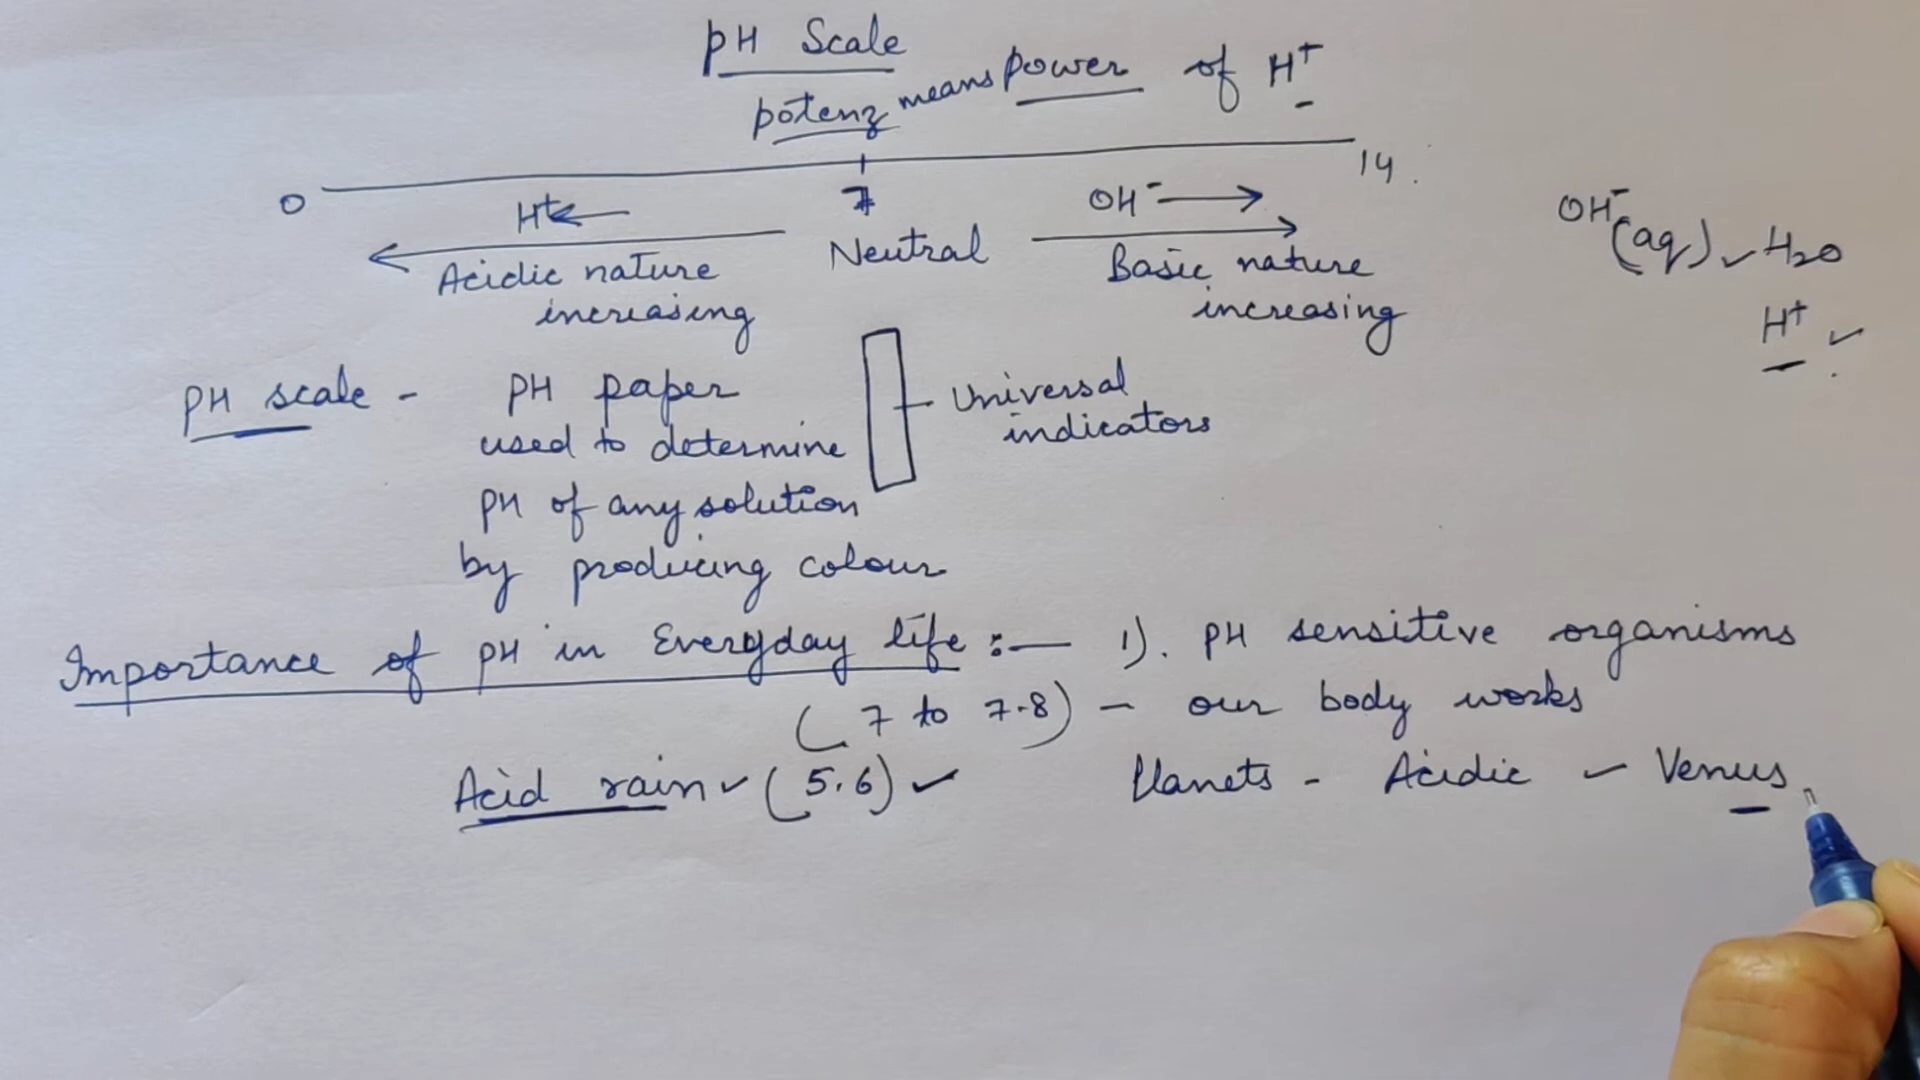 pH Scale
potenz means power of H⁺
0 7 14.
H⁺ ← OH⁻ →
Acidic nature increasing
Neutral
Basic nature increasing
OH⁻(aq) ✓ H₂O
H⁺ ✓
pH scale - pH paper
used to determine
pH of any solution
by producing colour
Universal
indicators
Importance of pH in Everyday life :— 1). pH sensitive organisms
(7 to 7.8) - our body works
Acid rain ✓ (5.6) ✓
Planets - Acidic - Venus